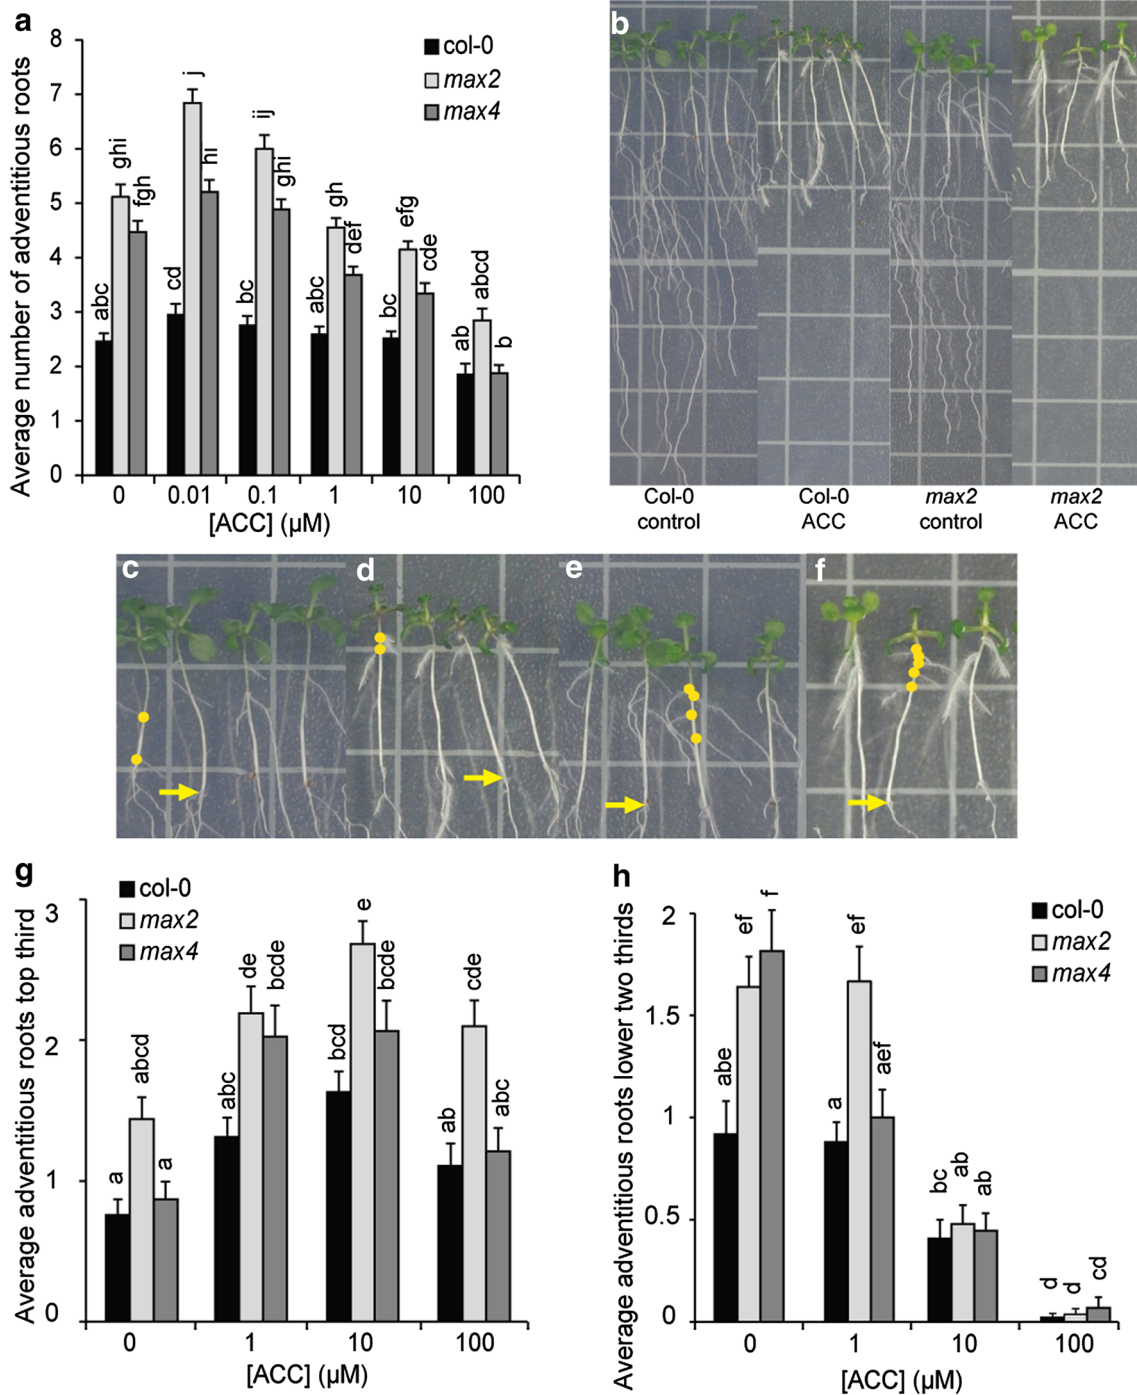 a
Average number of adventitious roots
8
7
6
5
4
3
2
1
0
col-0
max2
max4
abc
ghi
fgh
cd
j
hi
bc
ij
ghi
abc
gh
def
bc
efg
cde
ab
abcd
b
0 0.01 0.1 1 10 100
[ACC] (µM)
b
Col-0 control
Col-0 ACC
max2 control
max2 ACC
c
d
e
f
g
Average adventitious roots top third
3
2
1
0
col-0
max2
max4
a
abcd
a
abc
de
bcde
bcd
e
bcde
ab
cde
abc
0 1 10 100
[ACC] (µM)
h
Average adventitious roots lower two thirds
2
1.5
1
0.5
0
col-0
max2
max4
abe
ef
f
a
ef
aef
bc
ab
ab
d
d
cd
0 1 10 100
[ACC] (µM)